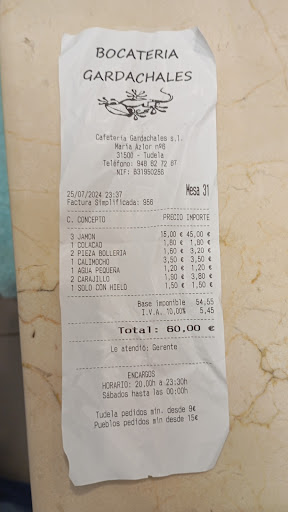 BOCATERIA
GARDACHALES
Cafeteria Gardachales s.l.
Maria Azlor nº6
31500 - Tudela
Teléfono: 948 82 72 67
NIF: B31950256
25/07/2024 23:37 Mesa 31
Factura Simplificada: 956
C. CONCEPTO PRECIO IMPORTE
3 JAMON 15,00 € 45,00 €
1 COLACAO 1,80 € 1,80 €
2 PIEZA BOLLERIA 1,60 € 3,20 €
1 CALIMOCHO 3,50 € 3,50 €
1 AGUA PEQUEÑA 1,20 € 1,20 €
2 CARAJILLO 1,90 € 3,80 €
1 SOLO CON HIELO 1,50 € 1,50 €
Base Imponible 54,55
I.V.A. 10,00% 5,45
Total: 60,00 €
Le atendió: Gerente
ENCARGOS
HORARIO: 20.00h a 23:30h
Sábados hasta las 00:00h
Tudela pedidos min. desde 9€
Pueblos pedidos min desde 15€